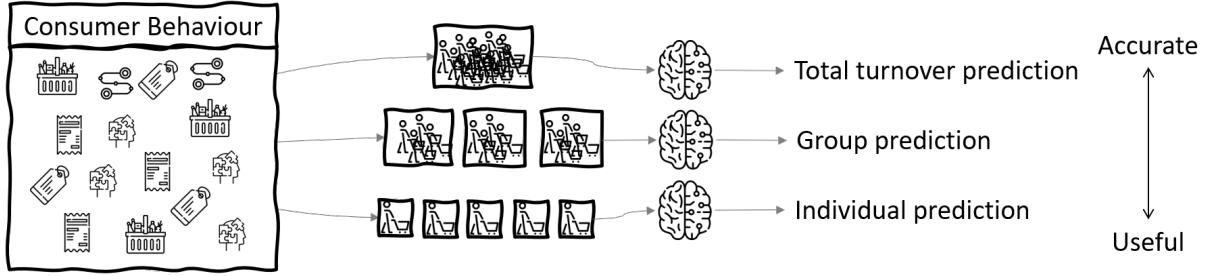 Consumer Behaviour
Total turnover prediction
Group prediction
Individual prediction
Accurate
Useful